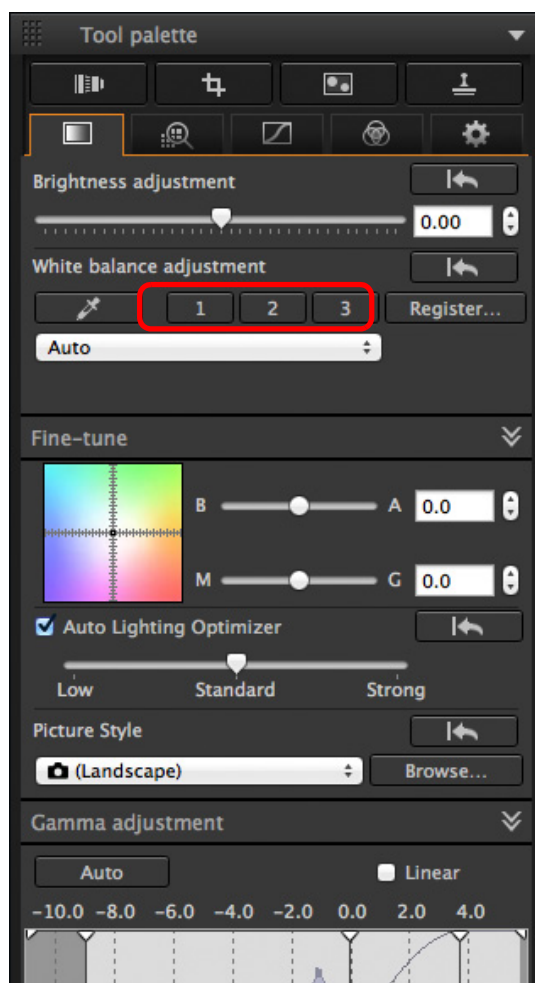 Tool palette
Brightness adjustment
0.00
White balance adjustment
1 2 3 Register...
Auto
Fine-tune
B A 0.0
M G 0.0
Auto Lighting Optimizer
Low Standard Strong
Picture Style
(Landscape) Browse...
Gamma adjustment
Auto Linear
-10.0 -8.0 -6.0 -4.0 -2.0 0.0 2.0 4.0